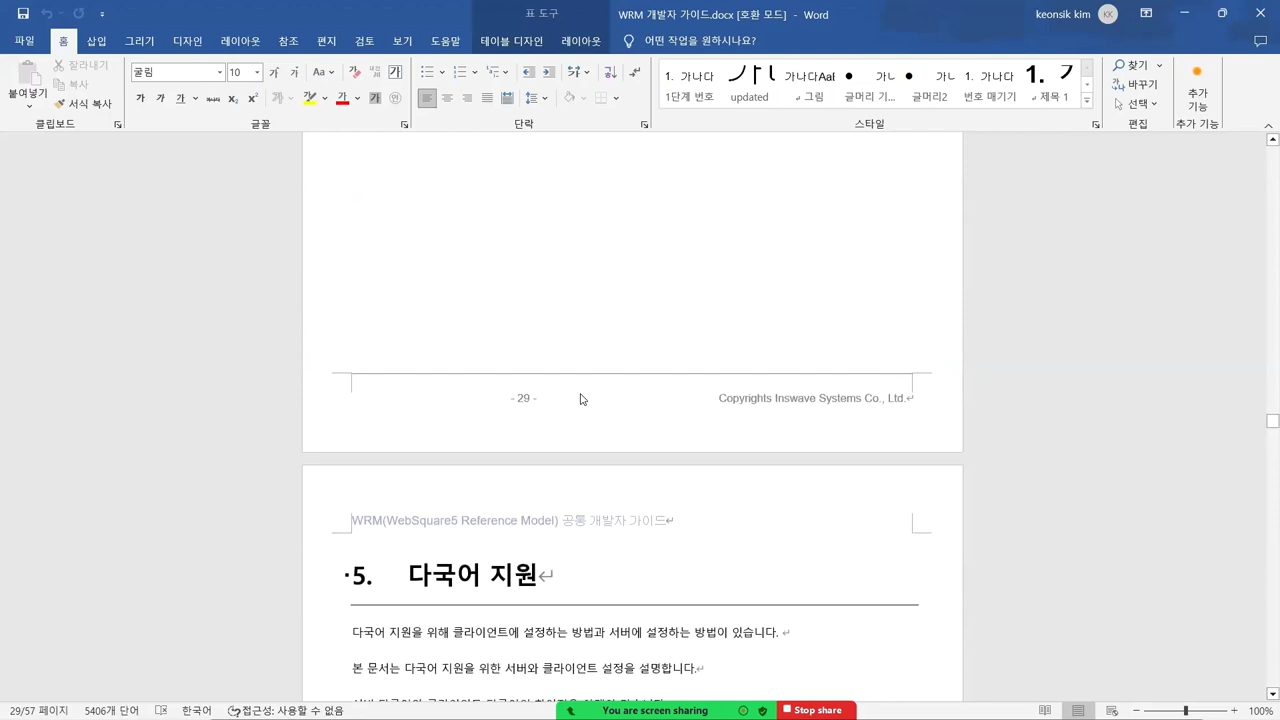 표 도구
WRM 개발자 가이드.docx [호환 모드] - Word
keonsik kim
KK
파일 홈 삽입 그리기 디자인 레이아웃 참조 편지 검토 보기 도움말 테이블 디자인 레이아웃 어떤 작업을 원하시나요?
붙여넣기
잘라내기
복사
서식 복사
클립보드
굴림 10
글꼴
단락
1. 가나다 가나다Aa 1. 가나다 1.
1단계 번호 updated 그림 글머리 기... 글머리2 번호 매기기 제목 1
스타일
찾기
바꾸기
선택
편집
추가
기능
추가 기능
- 29 - Copyrights Inswave Systems Co., Ltd.
WRM(WebSquare5 Reference Model) 공통 개발자 가이드
5. 다국어 지원
다국어 지원을 위해 클라이언트에 설정하는 방법과 서버에 설정하는 방법이 있습니다.
본 문서는 다국어 지원을 위한 서버와 클라이언트 설정을 설명합니다.
29/57 페이지 5406개 단어 한국어 접근성: 사용할 수 없음 You are screen sharing Stop share 100%